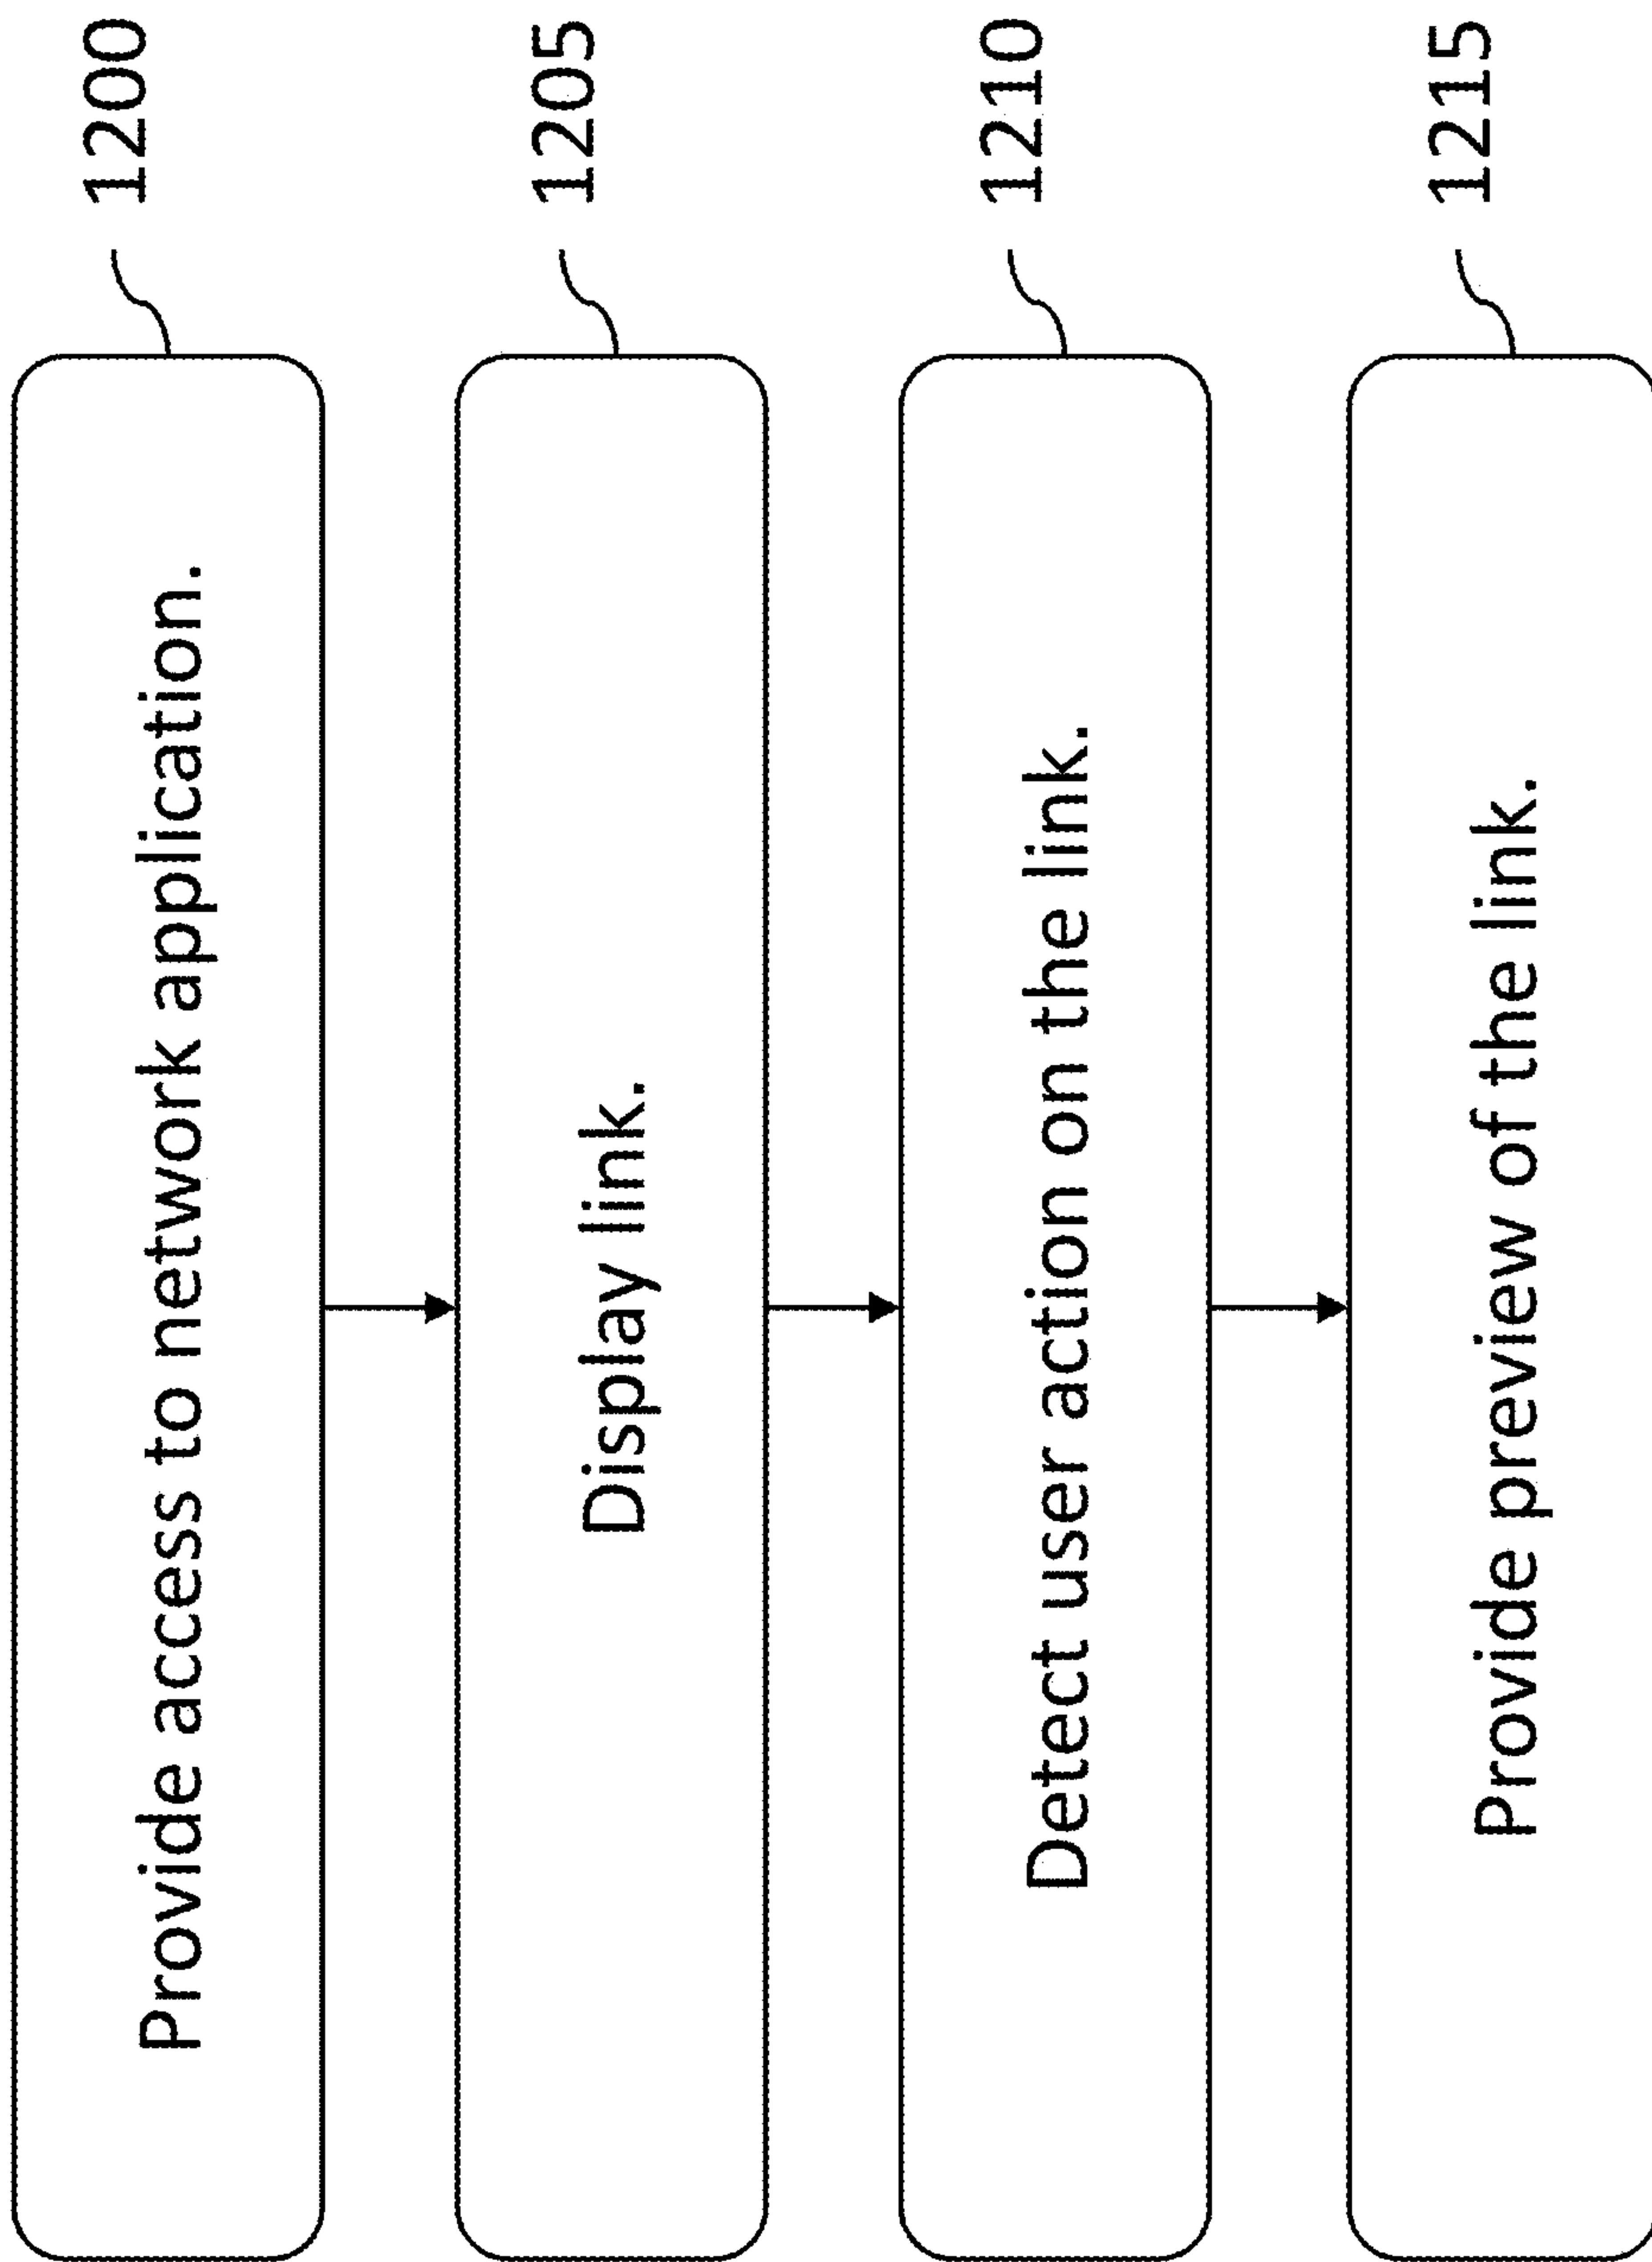 Provide access to network application.
1200
Display link.
1205
Detect user action on the link.
1210
Provide preview of the link.
1215